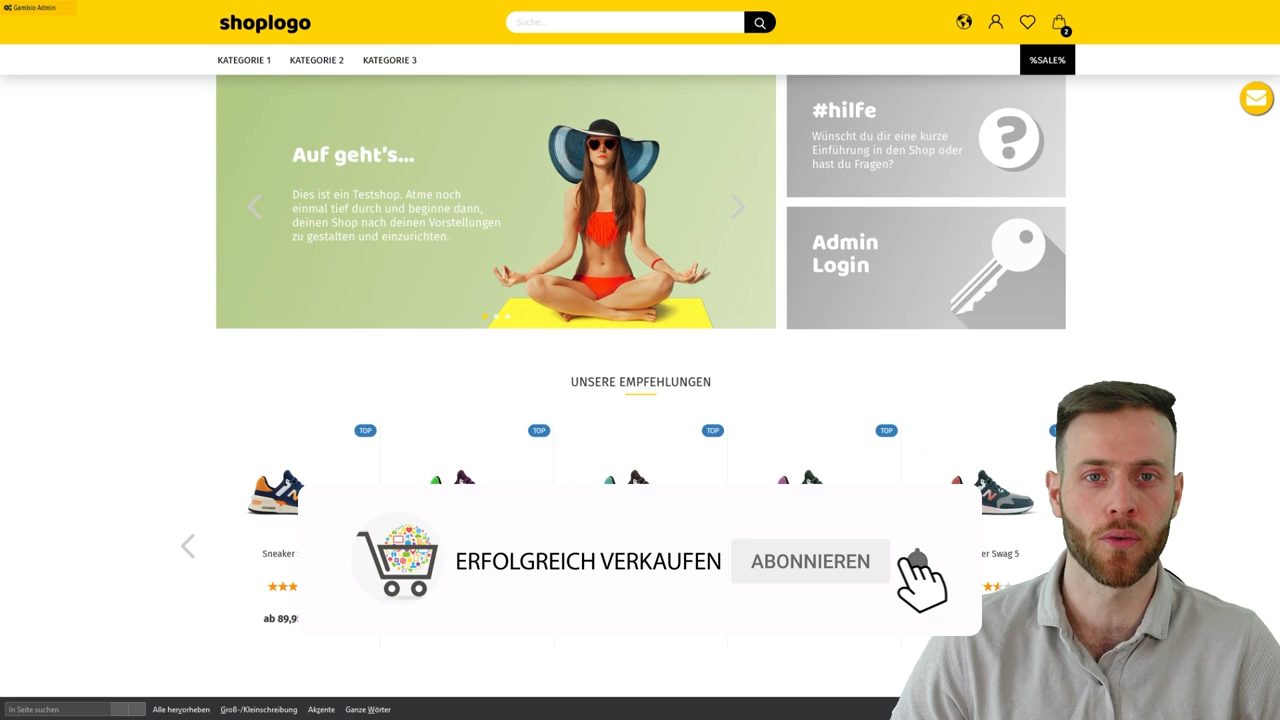 Gambio Admin
shoplogo
Suche...
2
KATEGORIE 1
KATEGORIE 2
KATEGORIE 3
%SALE%
Auf geht's...
Dies ist ein Testshop. Atme noch
einmal tief durch und beginne dann,
deinen Shop nach deinen Vorstellungen
zu gestalten und einzurichten.
#hilfe
Wünscht du dir eine kurze
Einführung in den Shop oder
hast du Fragen?
?
Admin
Login
UNSERE EMPFEHLUNGEN
TOP
TOP
TOP
TOP
Sneaker
er Swag 5
ab 89,9
ERFOLGREICH VERKAUFEN
ABONNIEREN
In Seite suchen
Alle hervorheben
Groß-/Kleinschreibung
Akzente
Ganze Wörter